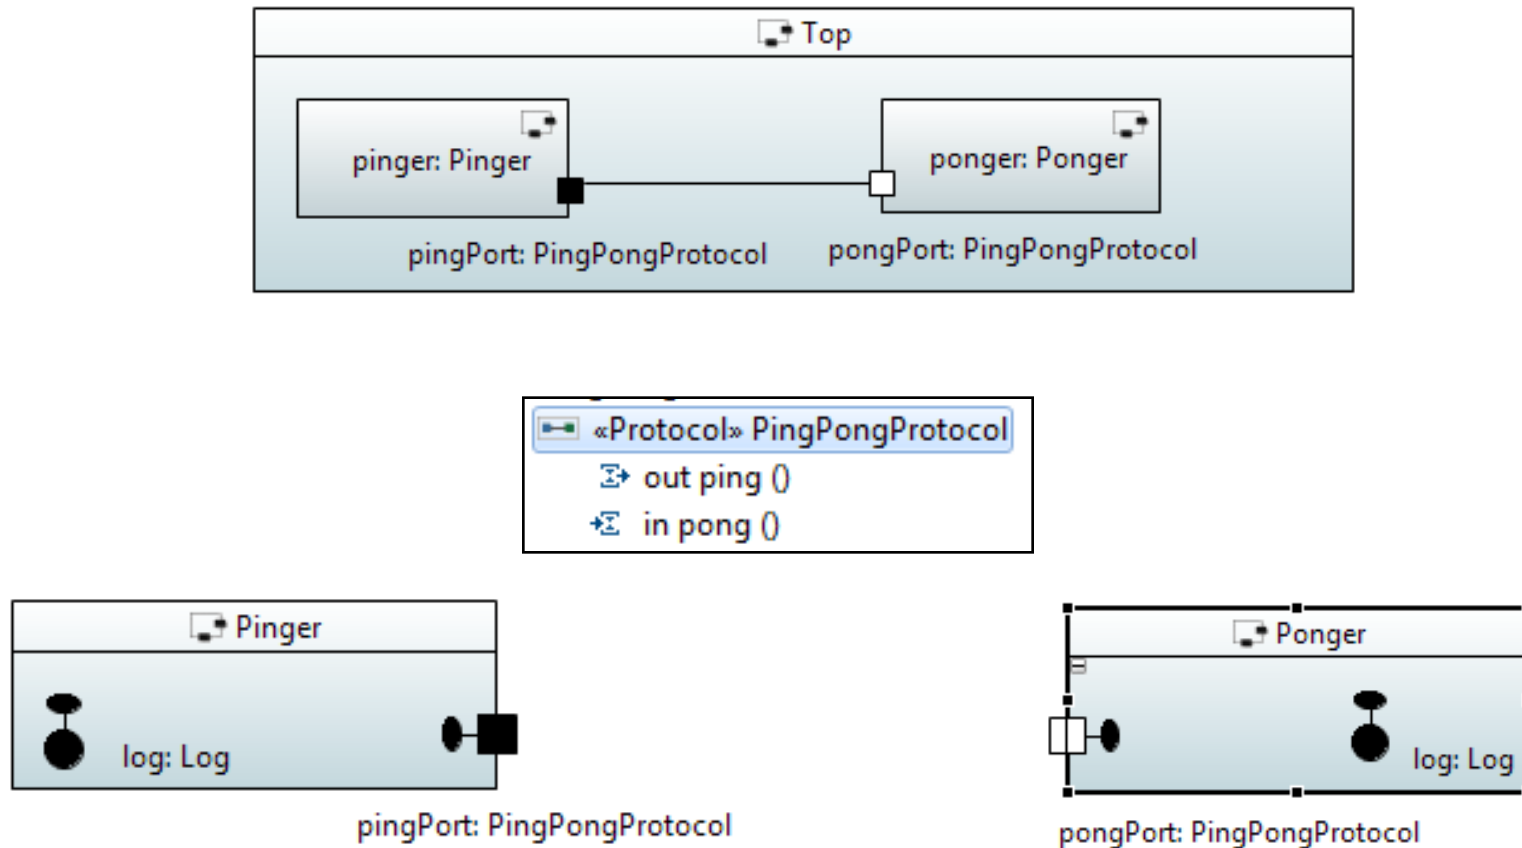 Top
pinger: Pinger
ponger: Ponger
pingPort: PingPongProtocol
pongPort: PingPongProtocol
«Protocol» PingPongProtocol
out ping ()
in pong ()
Pinger
Ponger
log: Log
log: Log
pingPort: PingPongProtocol
pongPort: PingPongProtocol